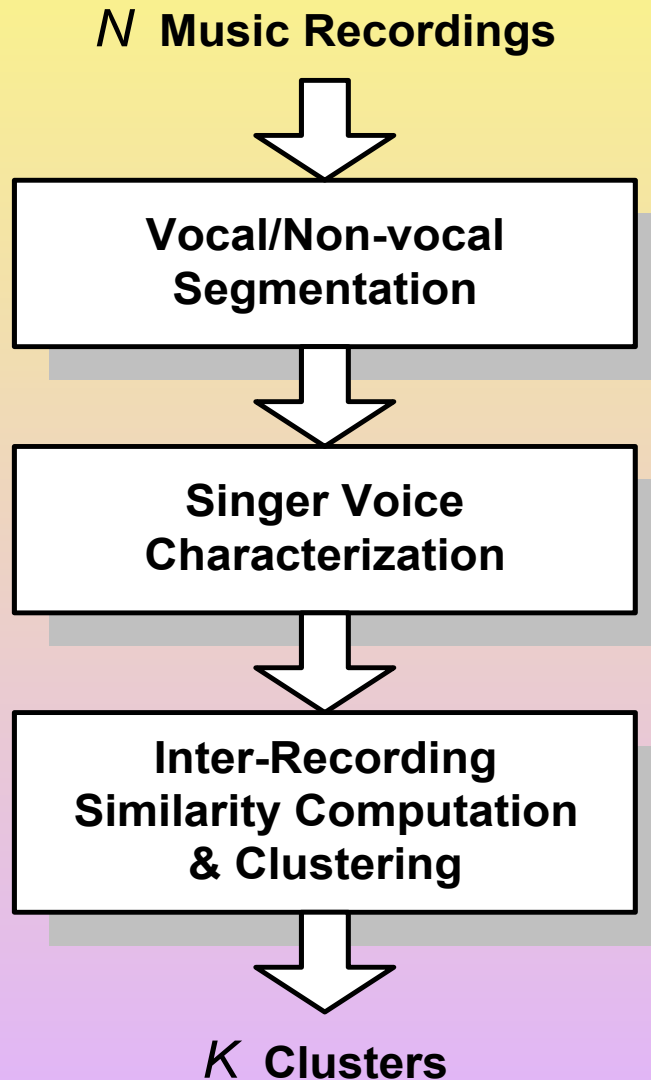 N Music Recordings
Vocal/Non-vocal
Segmentation
Singer Voice
Characterization
Inter-Recording
Similarity Computation
& Clustering
K Clusters